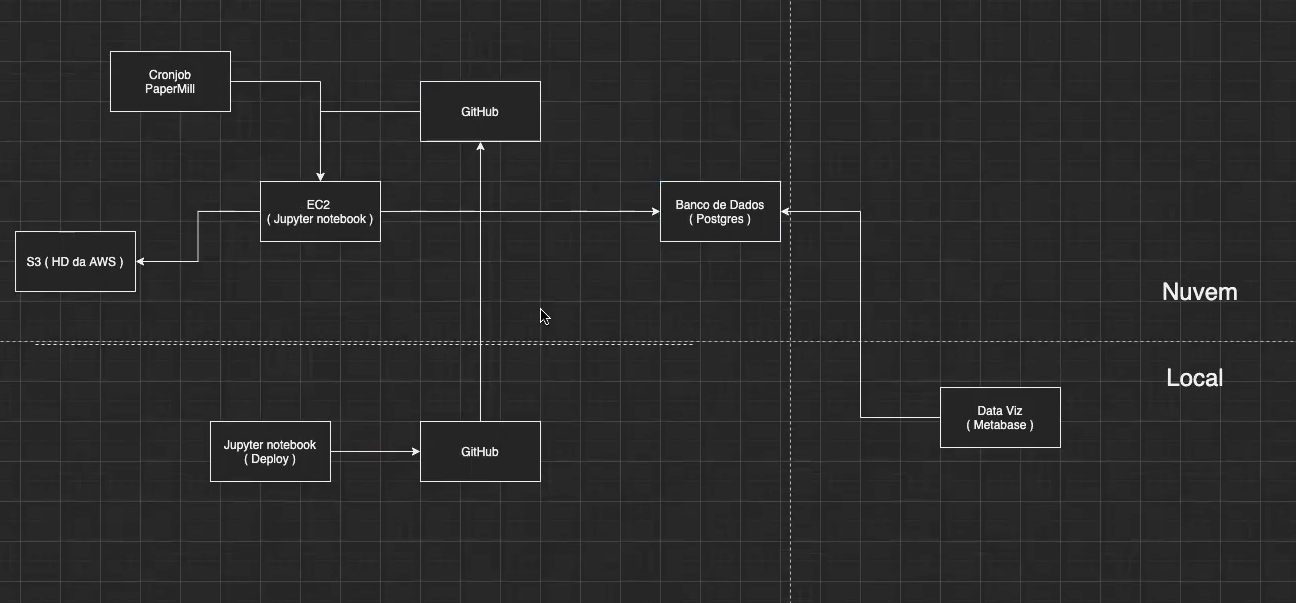 Cronjob
PaperMill
GitHub
EC2
( Jupyter notebook )
Banco de Dados
( Postgres )
S3 ( HD da AWS )
Nuvem
Local
Data Viz
( Metabase )
Jupyter notebook
( Deploy )
GitHub